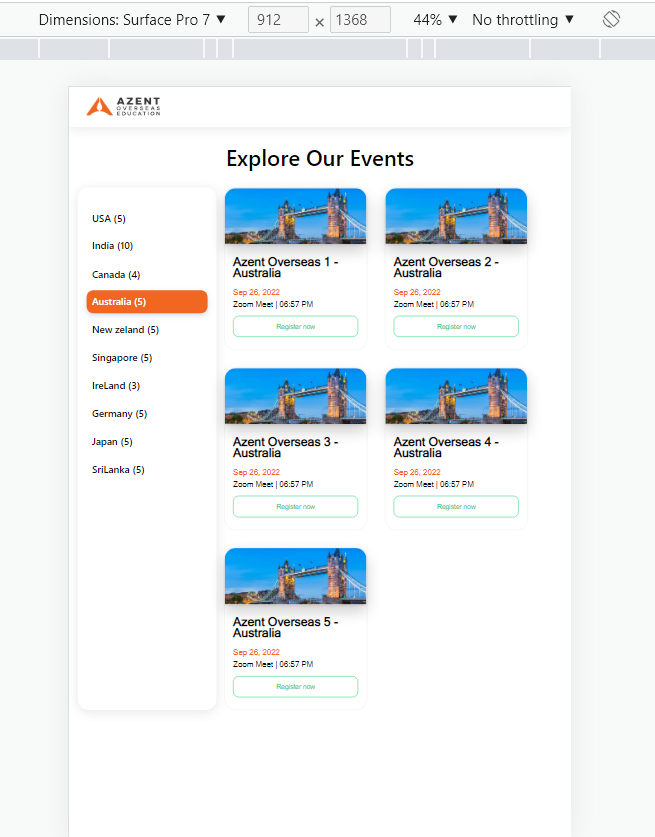 Dimensions: Surface Pro 7 ▼ 912 × 1368 44% ▼ No throttling ▼
AZENT
OVERSEAS
EDUCATION
Explore Our Events
USA (5)
India (10)
Canada (4)
Australia (5)
New zeland (5)
Singapore (5)
IreLand (3)
Germany (5)
Japan (5)
SriLanka (5)
Azent Overseas 1 -
Australia
Sep 26, 2022
Zoom Meet | 06:57 PM
Register now
Azent Overseas 2 -
Australia
Sep 26, 2022
Zoom Meet | 06:57 PM
Register now
Azent Overseas 3 -
Australia
Sep 26, 2022
Zoom Meet | 06:57 PM
Register now
Azent Overseas 4 -
Australia
Sep 26, 2022
Zoom Meet | 06:57 PM
Register now
Azent Overseas 5 -
Australia
Sep 26, 2022
Zoom Meet | 06:57 PM
Register now